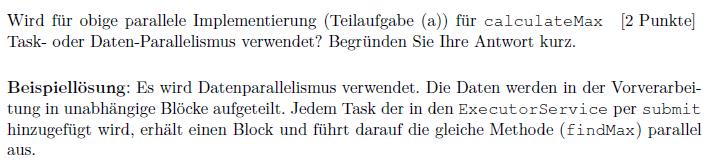 Wird für obige parallele Implementierung (Teilaufgabe (a)) für calculateMax [2 Punkte]
Task- oder Daten-Parallelismus verwendet? Begründen Sie Ihre Antwort kurz.
Beispiellösung: Es wird Datenparallelismus verwendet. Die Daten werden in der Vorverarbei-
tung in unabhängige Blöcke aufgeteilt. Jedem Task der in den ExecutorService per submit
hinzugefügt wird, erhält einen Block und führt darauf die gleiche Methode (findMax) parallel
aus.